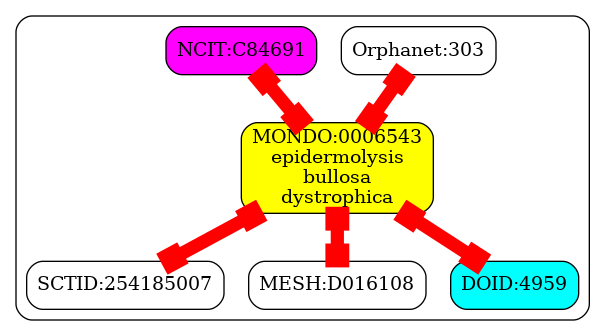 NCIT:C84691
Orphanet:303
MONDO:0006543
epidermolysis
bullosa
dystrophica
SCTID:254185007
MESH:D016108
DOID:4959